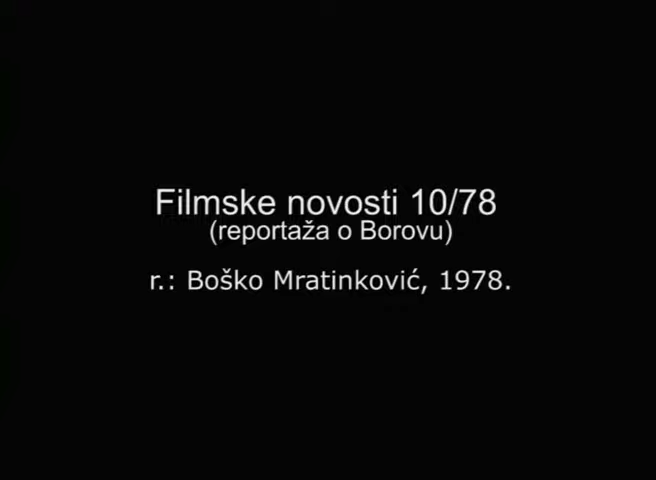 Filmske novosti 10/78
(reportaža o Borovu)
r.: Boško Mratinković, 1978.